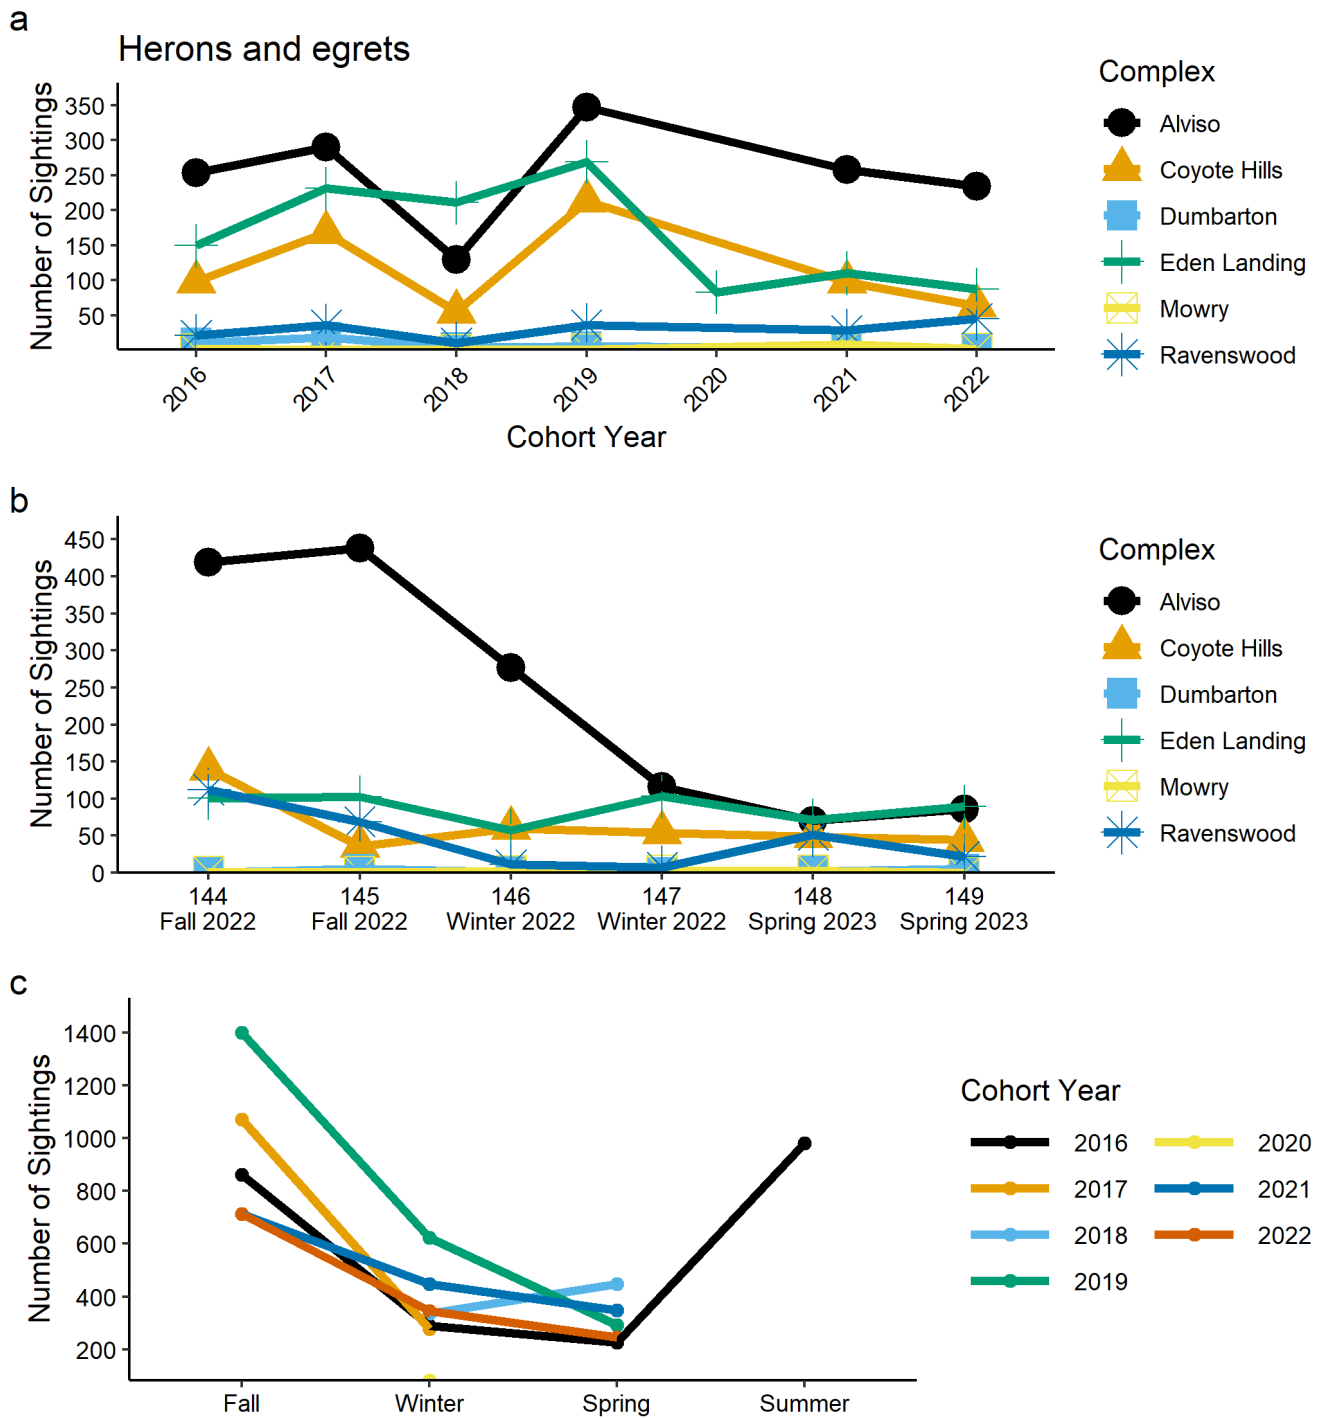 a
Herons and egrets
Number of Sightings
350
300
250
200
150
100
50
2016
2017
2018
2019
2020
2021
2022
Cohort Year
Complex
Alviso
Coyote Hills
Dumbarton
Eden Landing
Mowry
Ravenswood
b
Number of Sightings
450
400
350
300
250
200
150
100
50
0
144
Fall 2022
145
Fall 2022
146
Winter 2022
147
Winter 2022
148
Spring 2023
149
Spring 2023
Complex
Alviso
Coyote Hills
Dumbarton
Eden Landing
Mowry
Ravenswood
c
Number of Sightings
1400
1200
1000
800
600
400
200
Fall
Winter
Spring
Summer
Cohort Year
2016
2017
2018
2019
2020
2021
2022